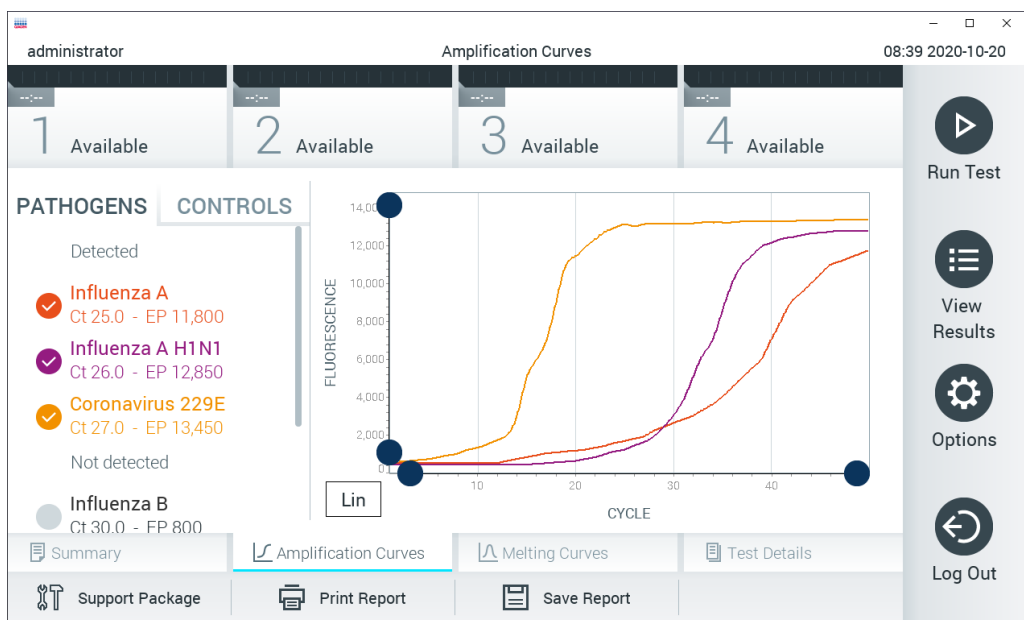 administrator
Amplification Curves
08:39 2020-10-20
--:--
1 Available
--:--
2 Available
--:--
3 Available
--:--
4 Available
Run Test
View
Results
Options
Log Out
PATHOGENS
CONTROLS
Detected
Influenza A
Ct 25.0 - EP 11,800
Influenza A H1N1
Ct 26.0 - EP 12,850
Coronavirus 229E
Ct 27.0 - EP 13,450
Not detected
Influenza B
Ct 30.0 - EP 800
FLUORESCENCE
12,000
10,000
8,000
6,000
4,000
2,000
0
10
20
30
40
CYCLE
Lin
Summary
Amplification Curves
Melting Curves
Test Details
Support Package
Print Report
Save Report